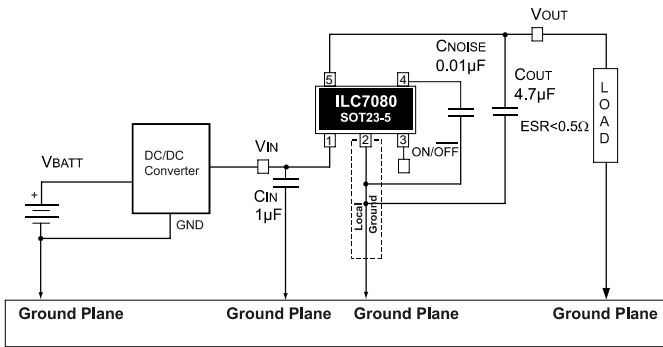 VOUT
CNOISE
0.01µF
COUT
4.7µF
ESR<0.5Ω
LOAD
5
4
ILC7080
SOT23-5
1
2
3
ON/OFF
VIN
CIN
1µF
DC/DC
Converter
VBATT
+
GND
Local
Ground
Ground Plane
Ground Plane
Ground Plane
Ground Plane